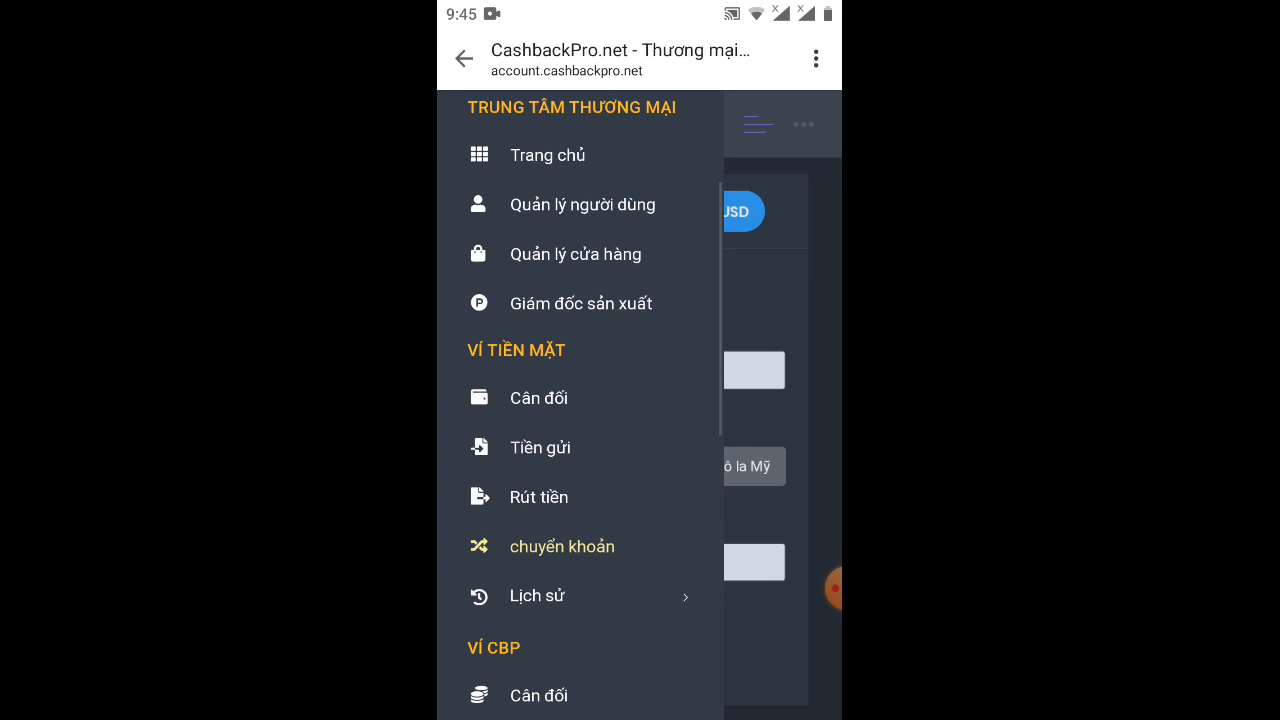 9:45
CashbackPro.net - Thương mại...
account.cashbackpro.net
TRUNG TÂM THƯƠNG MẠI
Trang chủ
Quản lý người dùng
USD
Quản lý cửa hàng
Giám đốc sản xuất
VÍ TIỀN MẶT
Cân đối
Tiền gửi
ô la Mỹ
Rút tiền
chuyển khoản
Lịch sử
VÍ CBP
Cân đối